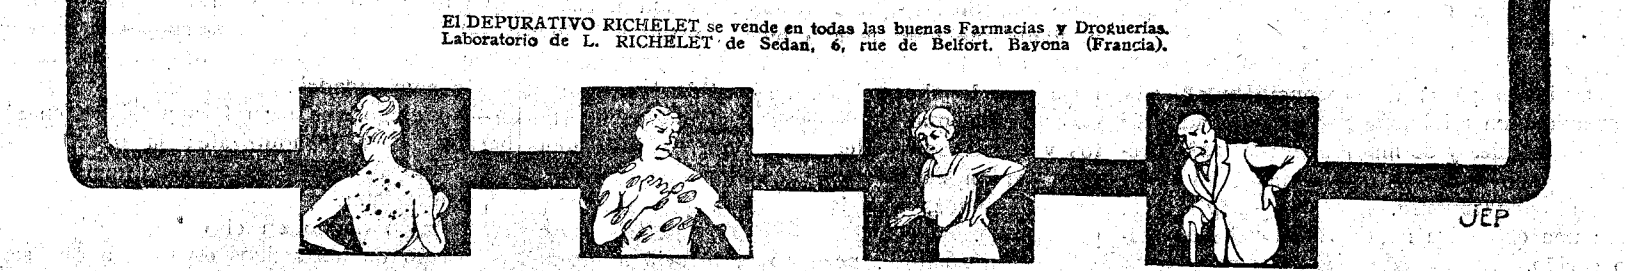 El DEPURATIVO RICHELET se vende en todas las buenas Farmacias y Droguerías.
Laboratorio de L. RICHELET de Sedan, 6, rue de Belfort. Bayona (Francia).
JEP